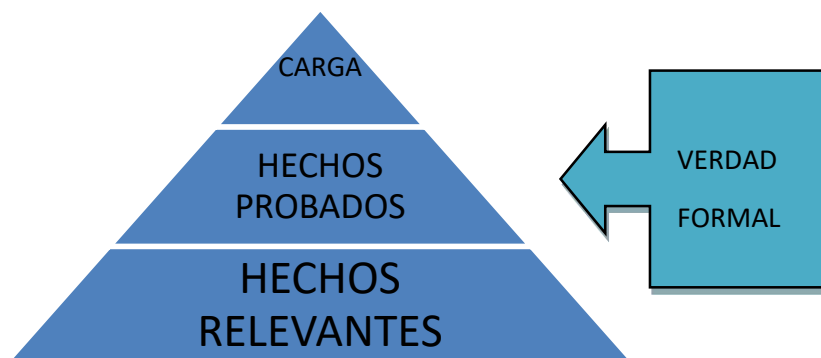 CARGA
HECHOS
PROBADOS
HECHOS
RELEVANTES
VERDAD
FORMAL